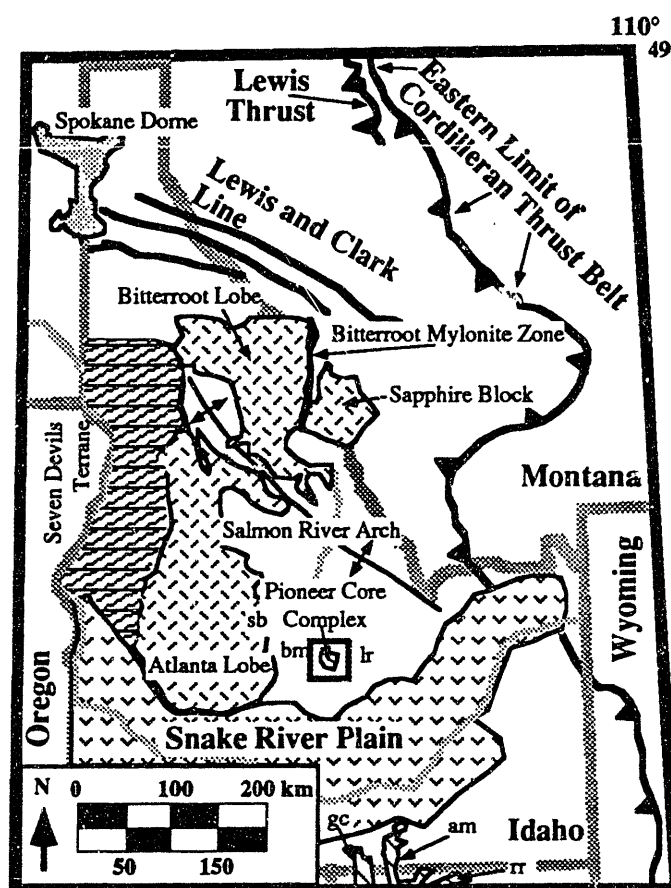 110°
49
Lewis
Thrust
Eastern Limit of
Cordilleran Thrust Belt
Spokane Dome
Lewis and Clark
Line
Bitterroot Lobe
Bitterroot Mylonite Zone
Sapphire Block
Seven Devils
Terrane
Montana
Salmon River Arch
Pioneer Core
Complex
sb
bm
lr
Atlanta Lobe
Wyoming
Oregon
Snake River Plain
N
0 100 200 km
50 150
gc
am
Idaho
rr